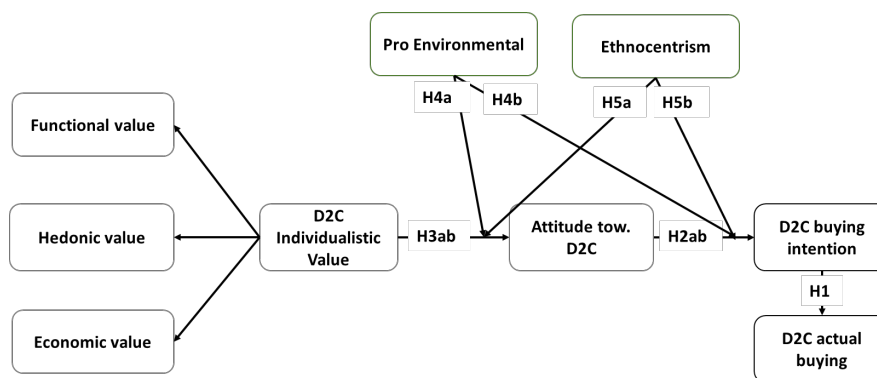 Pro Environmental
Ethnocentrism
H4a
H4b
H5a
H5b
Functional value
Hedonic value
D2C
Individualistic
Value
H3ab
Attitude tow.
D2C
H2ab
D2C buying
intention
H1
Economic value
D2C actual
buying